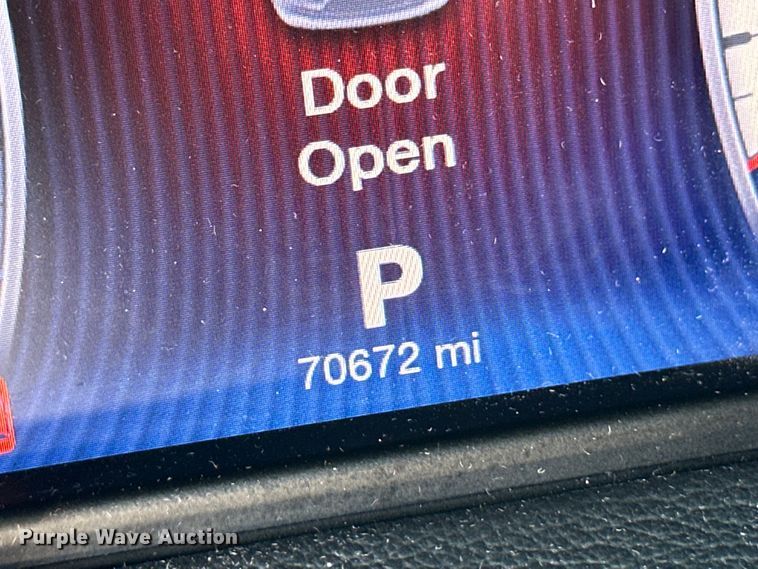 Door
Open
P
70672 mi
Purple Wave Auction